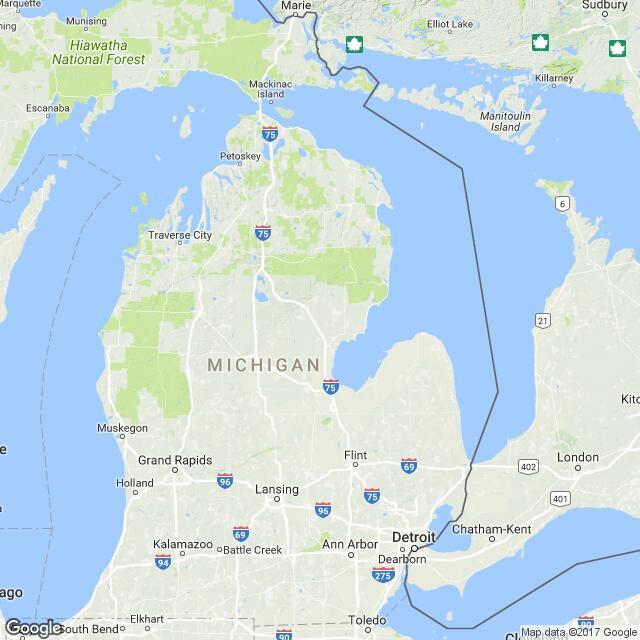 Marquette
Munising
Marie
Sudbury
Elliot Lake
Hiawatha
National Forest
Killarney
Escanaba
Mackinac
Island
Manitoulin
Island
75
Petoskey
6
Traverse City
75
21
MICHIGAN
75
Muskegon
Grand Rapids
Flint
69
402
London
Holland
96
Lansing
75
401
96
69
Chatham-Kent
Kalamazoo
Battle Creek
Ann Arbor
Detroit
Dearborn
94
275
Elkhart
Toledo
South Bend
90
Google
Map data ©2017 Google